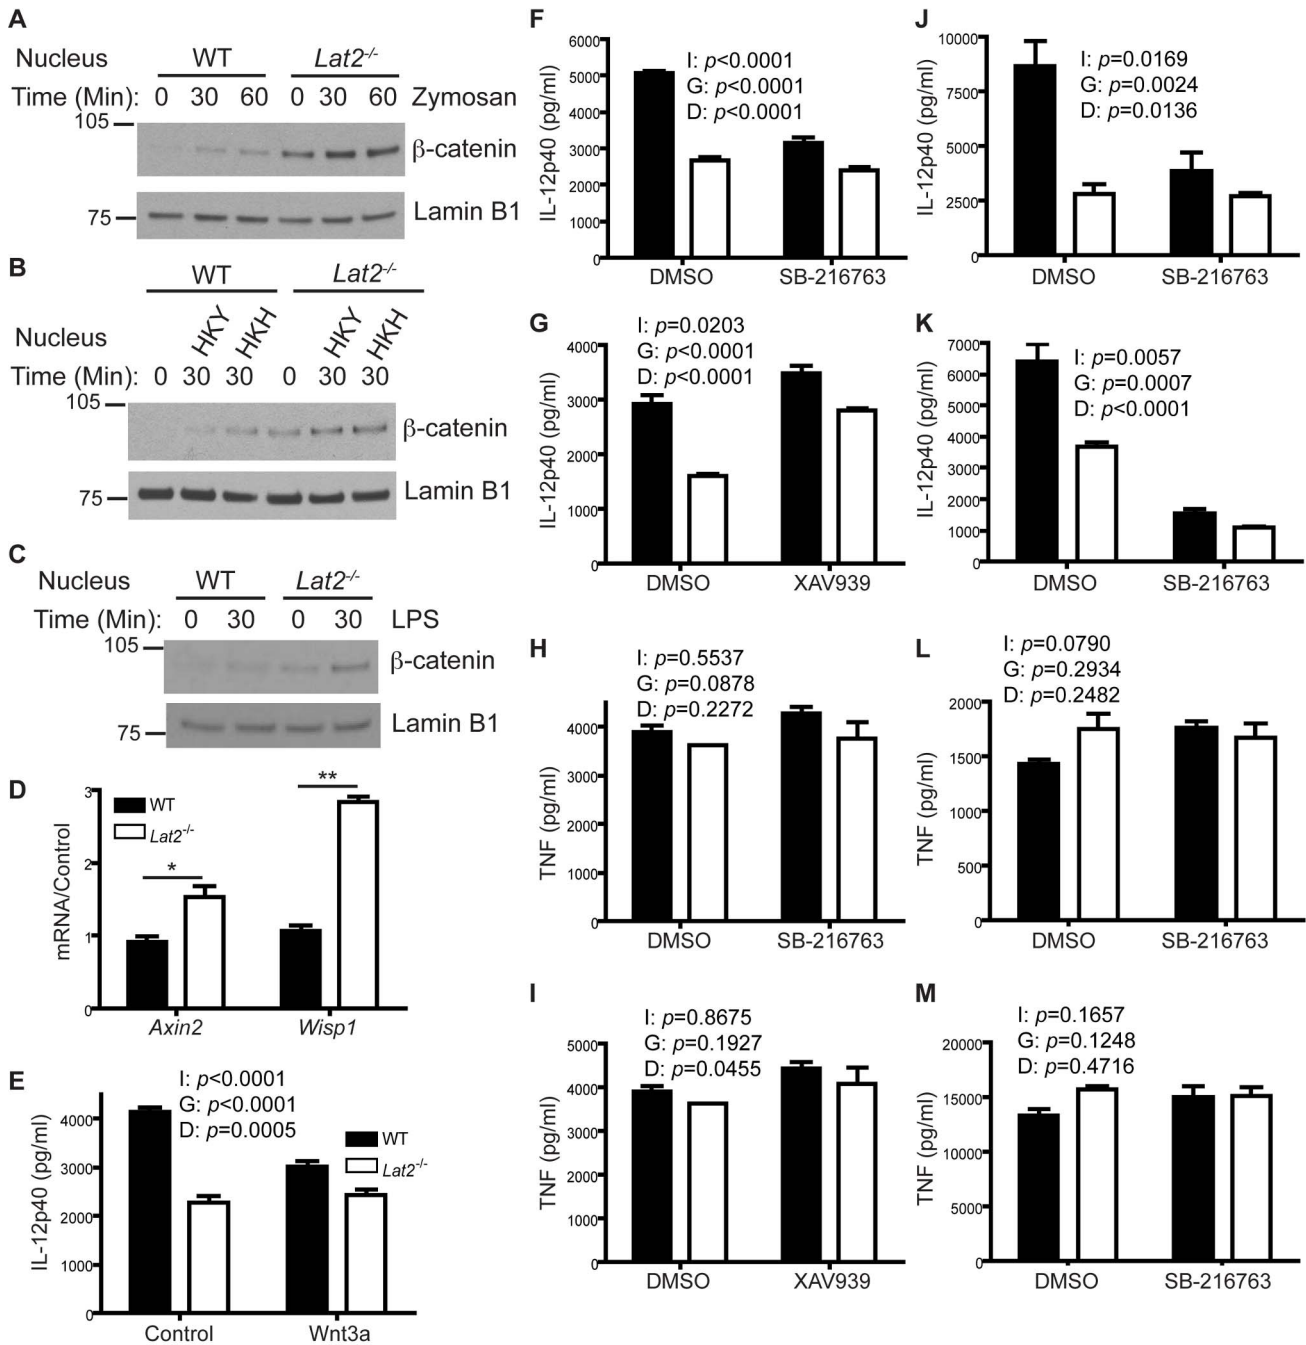 A
Nucleus WT Lat2-/-
Time (Min): 0 30 60 0 30 60 Zymosan
105
β-catenin
75 Lamin B1
B
WT Lat2-/-
Nucleus HKY HKH HKY HKH
Time (Min): 0 30 30 0 30 30
105
β-catenin
75 Lamin B1
C
Nucleus WT Lat2-/-
Time (Min): 0 30 0 30 LPS
105
β-catenin
75 Lamin B1
D
mRNA/Control
3
2
1
0
WT
Lat2-/-
*
**
Axin2 Wisp1
E
I: p<0.0001
G: p<0.0001
D: p=0.0005
IL-12p40 (pg/ml)
4000
3000
2000
1000
0
WT
Lat2-/-
Control Wnt3a
F
I: p<0.0001
G: p<0.0001
D: p<0.0001
IL-12p40 (pg/ml)
6000
5000
4000
3000
2000
1000
0
DMSO SB-216763
G
I: p=0.0203
G: p<0.0001
D: p<0.0001
IL-12p40 (pg/ml)
4000
3000
2000
1000
0
DMSO XAV939
H
I: p=0.5537
G: p=0.0878
D: p=0.2272
TNF (pg/ml)
4000
3000
2000
1000
0
DMSO SB-216763
I
I: p=0.8675
G: p=0.1927
D: p=0.0455
TNF (pg/ml)
5000
4000
3000
2000
1000
0
DMSO XAV939
J
I: p=0.0169
G: p=0.0024
D: p=0.0136
IL-12p40 (pg/ml)
10000
7500
5000
2500
0
DMSO SB-216763
K
I: p=0.0057
G: p=0.0007
D: p<0.0001
IL-12p40 (pg/ml)
7000
6000
5000
4000
3000
2000
1000
0
DMSO SB-216763
L
I: p=0.0790
G: p=0.2934
D: p=0.2482
TNF (pg/ml)
2000
1500
1000
500
0
DMSO SB-216763
M
I: p=0.1657
G: p=0.1248
D: p=0.4716
TNF (pg/ml)
20000
15000
10000
5000
0
DMSO SB-216763